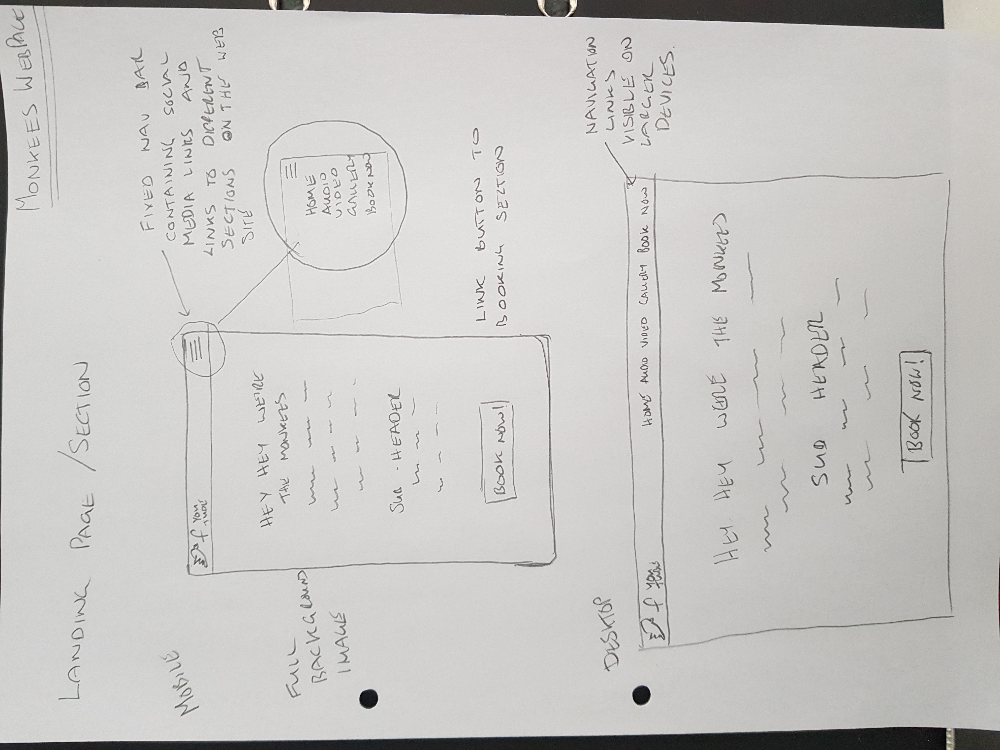 MONKEES WEBPAGE
LANDING PAGE / SECTION
MOBILE
FIXED NAV BAR
CONTAINING SOCIAL
MEDIA LINKS AND
LINKS TO DIFFERENT
SECTIONS ON THE WEB
SITE
HOME
AUDIO
VIDEO
GALLERY
BOOK NOW
f YOU
TUBE
HEY HEY WE'RE
THE MONKEES
SUB-HEADER
BOOK NOW!
FULL
BACKGROUND
IMAGE
LINK BUTTON TO
BOOKING SECTION
DESKTOP
NAVIGATION
LINKS
VISIBLE ON
LARGER
DEVICES.
f YOU
TUBE
HOME AUDIO VIDEO GALLERY BOOK NOW
HEY HEY WE'RE THE MONKEES
SUB HEADER
BOOK NOW!